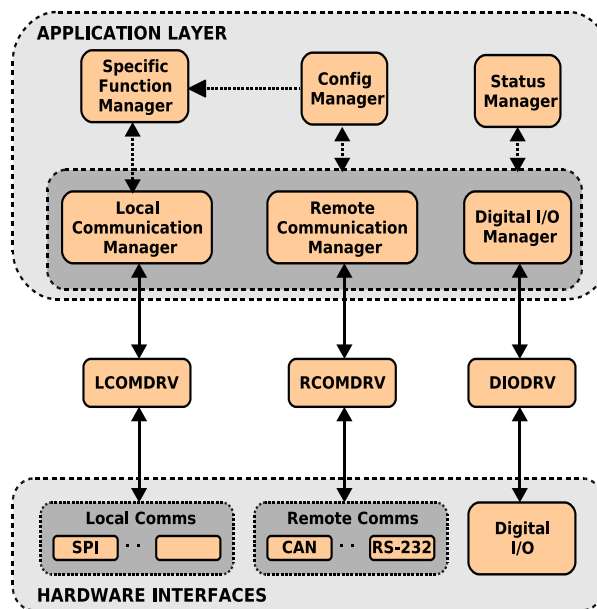 APPLICATION LAYER
Specific
Function
Manager
Config
Manager
Status
Manager
Local
Communication
Manager
Remote
Communication
Manager
Digital I/O
Manager
LCOMDRV
RCOMDRV
DIODRV
Local Comms
SPI ..
Remote Comms
CAN .. RS-232
Digital
I/O
HARDWARE INTERFACES